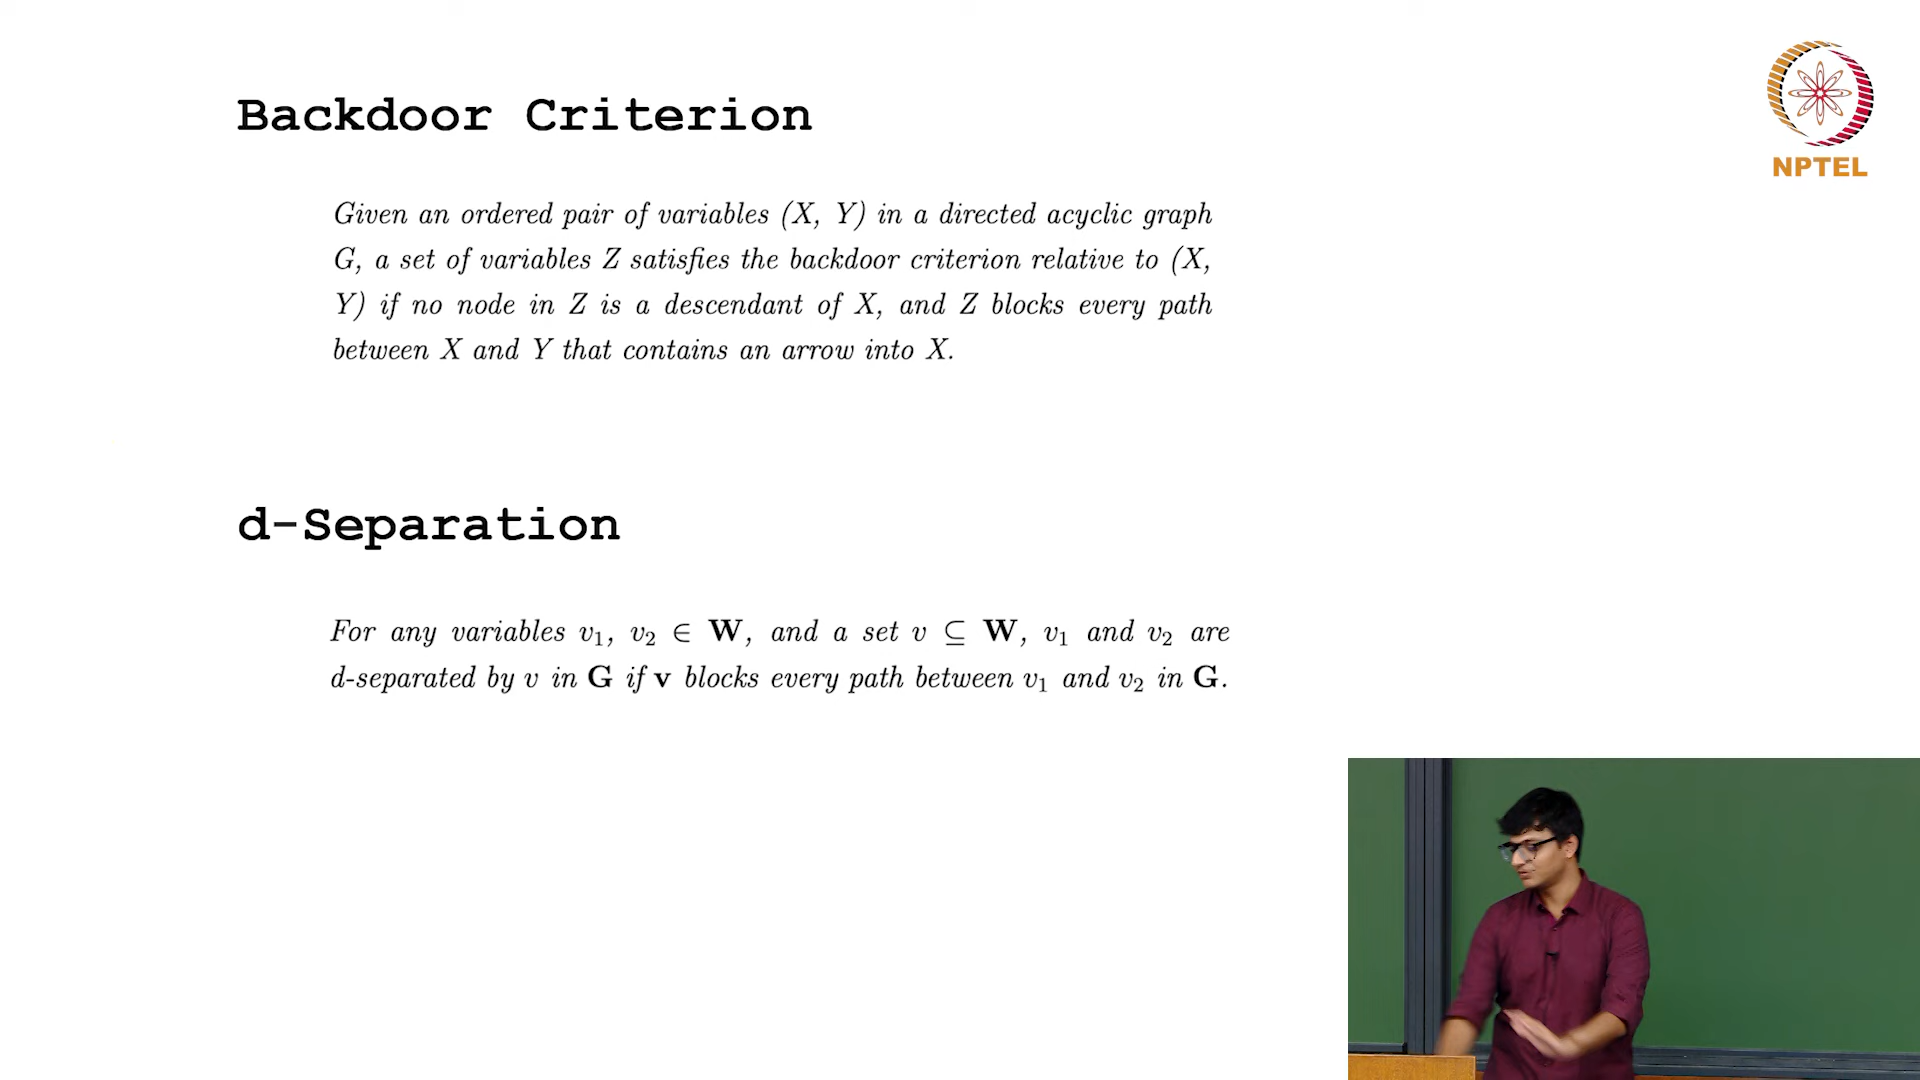 Backdoor Criterion
NPTEL
Given an ordered pair of variables (X, Y) in a directed acyclic graph
G, a set of variables Z satisfies the backdoor criterion relative to (X,
Y) if no node in Z is a descendant of X, and Z blocks every path
between X and Y that contains an arrow into X.
d-Separation
For any variables v₁, v₂ ∈ W, and a set v ⊆ W, v₁ and v₂ are
d-separated by v in G if v blocks every path between v₁ and v₂ in G.